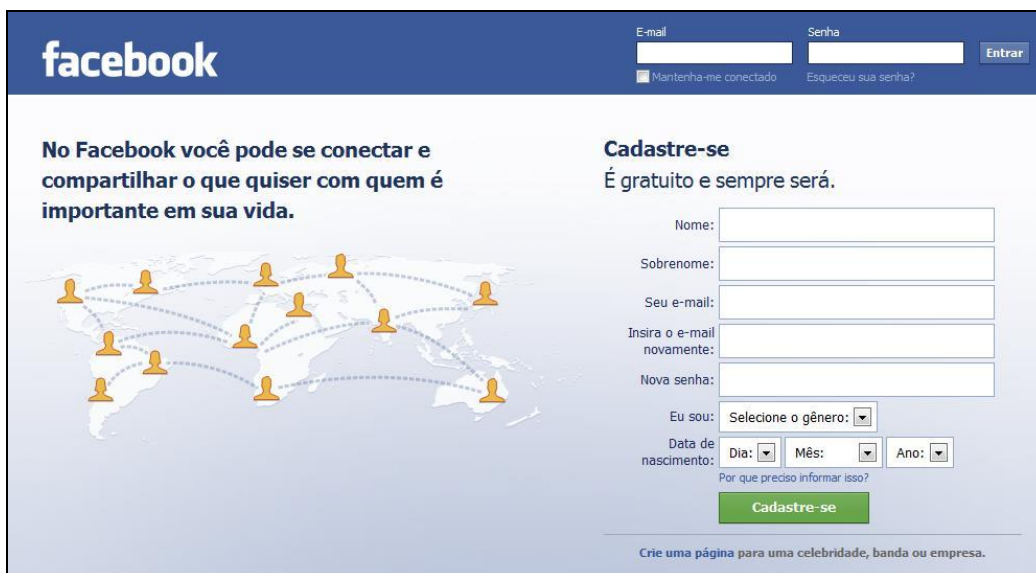 facebook
E-mail
Senha
Entrar
Mantenha-me conectado
Esqueceu sua senha?
No Facebook você pode se conectar e
compartilhar o que quiser com quem é
importante em sua vida.
Cadastre-se
É gratuito e sempre será.
Nome:
Sobrenome:
Seu e-mail:
Insira o e-mail
novamente:
Nova senha:
Eu sou: Selecione o gênero:
Data de
nascimento:
Dia: Mês: Ano:
Por que preciso informar isso?
Cadastre-se
Crie uma página para uma celebridade, banda ou empresa.